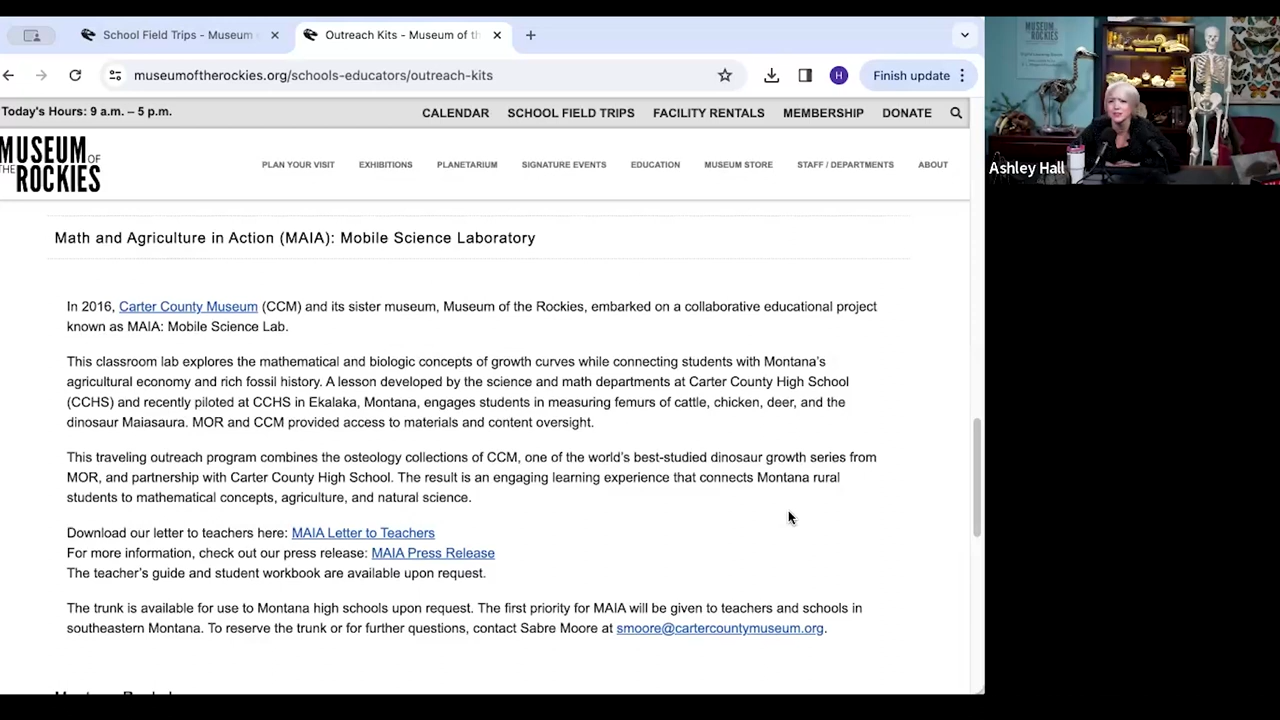 School Field Trips - Museum
Outreach Kits - Museum of th
museumoftherockies.org/schools-educators/outreach-kits
H
Finish update
Today's Hours: 9 a.m. – 5 p.m.
CALENDAR SCHOOL FIELD TRIPS FACILITY RENTALS MEMBERSHIP DONATE
MUSEUM OF
THE ROCKIES
PLAN YOUR VISIT EXHIBITIONS PLANETARIUM SIGNATURE EVENTS EDUCATION MUSEUM STORE STAFF / DEPARTMENTS ABOUT
MUSEUM OF
THE ROCKIES
Ashley Hall
Math and Agriculture in Action (MAIA): Mobile Science Laboratory
In 2016, Carter County Museum (CCM) and its sister museum, Museum of the Rockies, embarked on a collaborative educational project
known as MAIA: Mobile Science Lab.
This classroom lab explores the mathematical and biologic concepts of growth curves while connecting students with Montana's
agricultural economy and rich fossil history. A lesson developed by the science and math departments at Carter County High School
(CCHS) and recently piloted at CCHS in Ekalaka, Montana, engages students in measuring femurs of cattle, chicken, deer, and the
dinosaur Maiasaura. MOR and CCM provided access to materials and content oversight.
This traveling outreach program combines the osteology collections of CCM, one of the world's best-studied dinosaur growth series from
MOR, and partnership with Carter County High School. The result is an engaging learning experience that connects Montana rural
students to mathematical concepts, agriculture, and natural science.
Download our letter to teachers here: MAIA Letter to Teachers
For more information, check out our press release: MAIA Press Release
The teacher's guide and student workbook are available upon request.
The trunk is available for use to Montana high schools upon request. The first priority for MAIA will be given to teachers and schools in
southeastern Montana. To reserve the trunk or for further questions, contact Sabre Moore at smoore@cartercountymuseum.org.